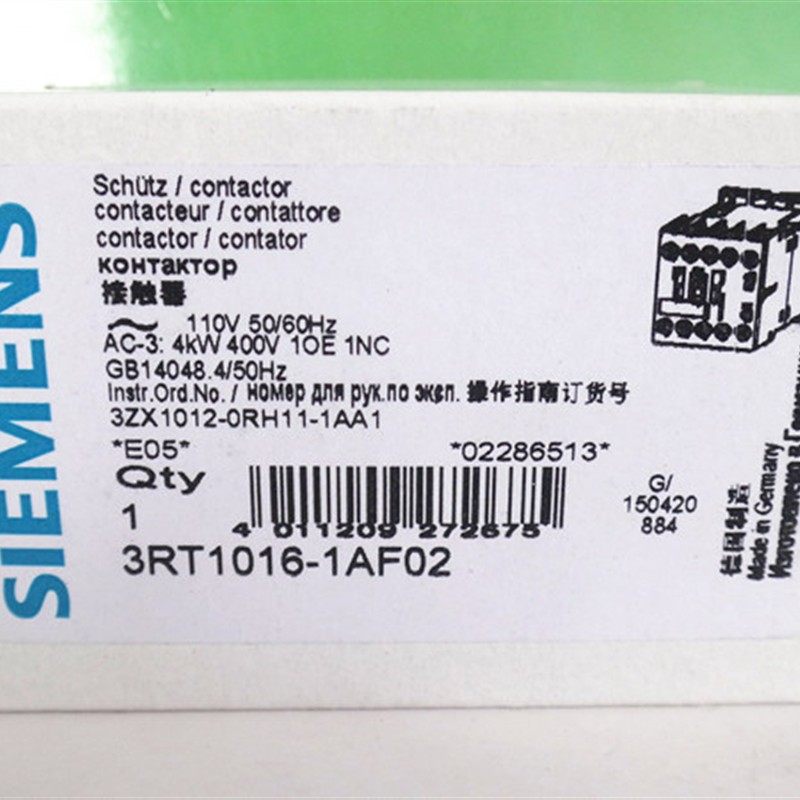 SIEMENS
Schütz / contactor
contacteur / contattore
contactor / contator
контактор
接触器
110V 50/60Hz
AC-3: 4kW 400V 1OE 1NC
GB14048.4/50Hz
Instr.Ord.No. / номер для рук.по эксп. 操作指南订货号
3ZX1012-0RH11-1AA1
*E05* *02286513*
Qty
1
4 011209 272675
3RT1016-1AF02
G/
150420
884
德国制造
Made in Germany
Изготовлено в